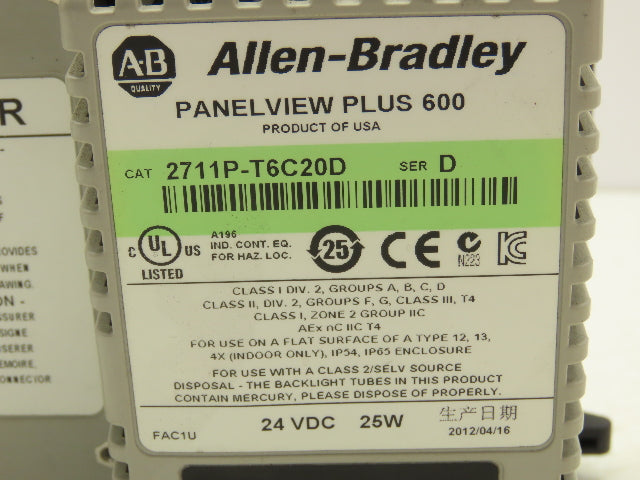 A-B
QUALITY
Allen-Bradley
PANELVIEW PLUS 600
PRODUCT OF USA
CAT 2711P-T6C20D SER D
C UL US
LISTED
A196
IND. CONT. EQ.
FOR HAZ. LOC.
25
CE
N223
CLASS I DIV. 2, GROUPS A, B, C, D
CLASS II, DIV. 2, GROUPS F, G, CLASS III, T4
CLASS I, ZONE 2 GROUP IIC
AEx nC IIC T4
FOR USE ON A FLAT SURFACE OF A TYPE 12, 13,
4X (INDOOR ONLY), IP54, IP65 ENCLOSURE
FOR USE WITH A CLASS 2/SELV SOURCE
DISPOSAL - THE BACKLIGHT TUBES IN THIS PRODUCT
CONTAIN MERCURY, PLEASE DISPOSE OF PROPERLY.
24 VDC 25W
生产日期
FAC1U
2012/04/16
R
OVIDES
WHEN
AWING.
ON -
SSURER
SIGNE
OSERER
EMOIRE,
CONNECTOR